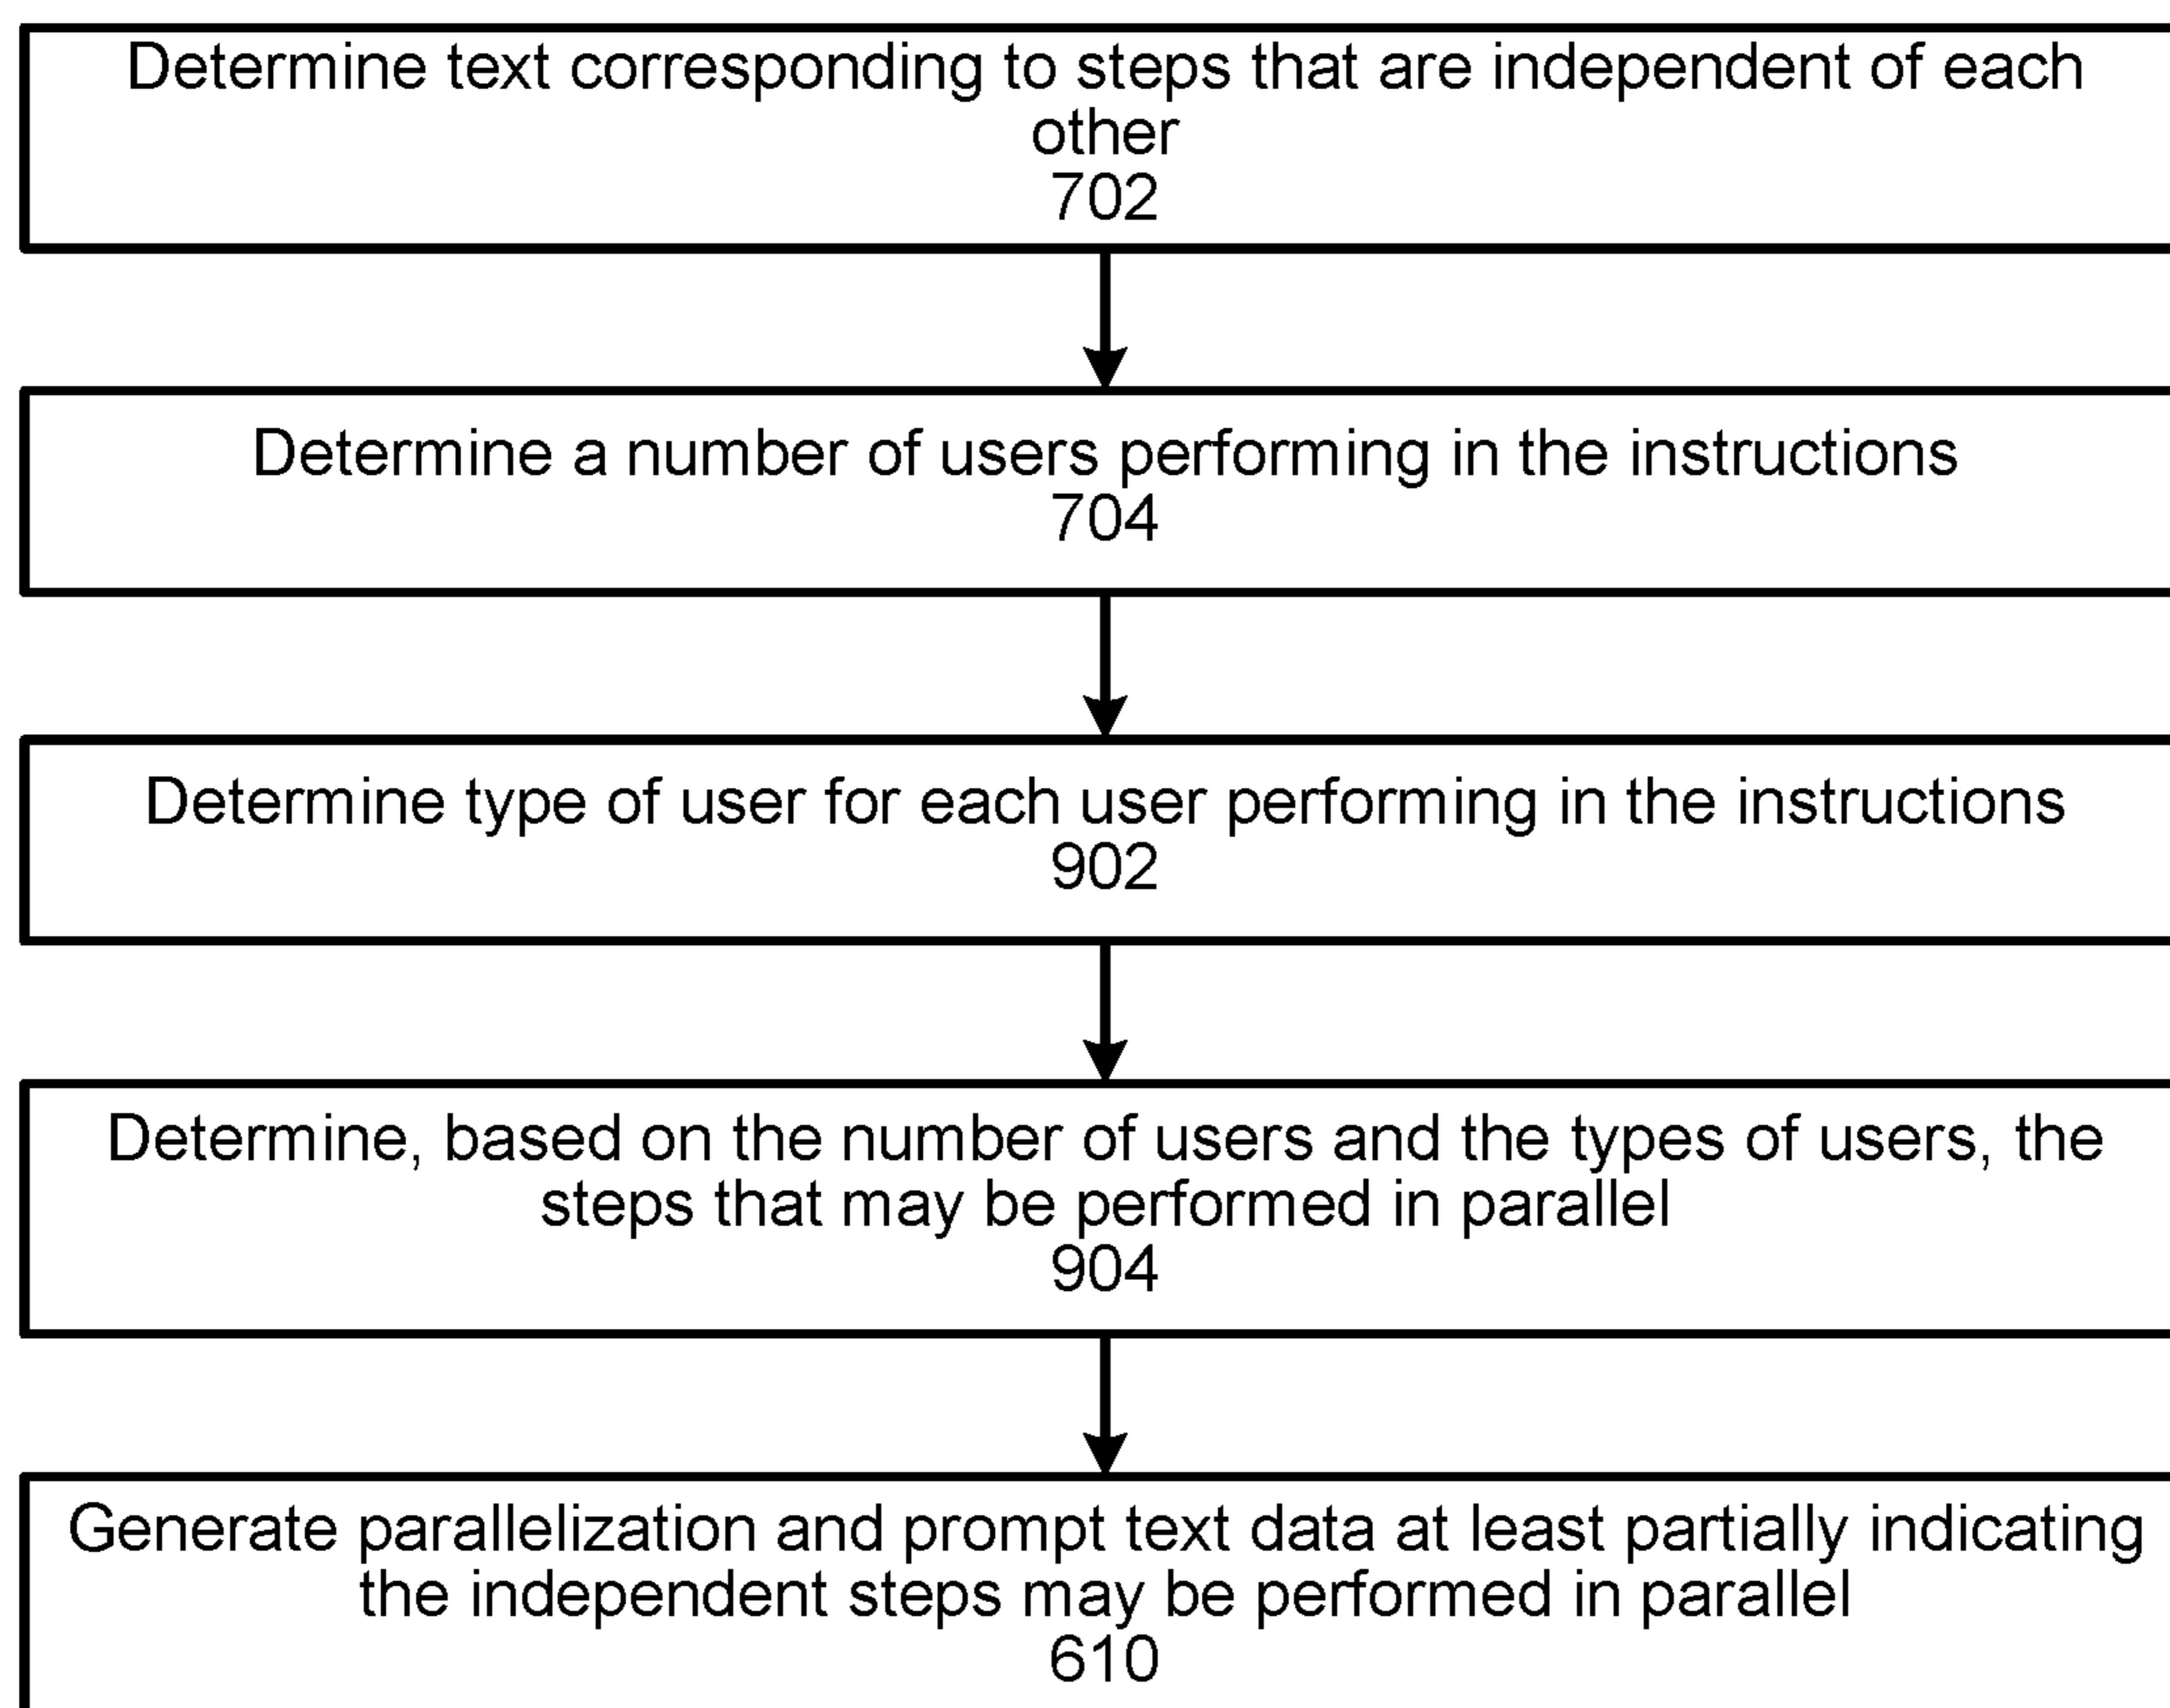 Determine text corresponding to steps that are independent of each
other
702
Determine a number of users performing in the instructions
704
Determine type of user for each user performing in the instructions
902
Determine, based on the number of users and the types of users, the
steps that may be performed in parallel
904
Generate parallelization and prompt text data at least partially indicating
the independent steps may be performed in parallel
610